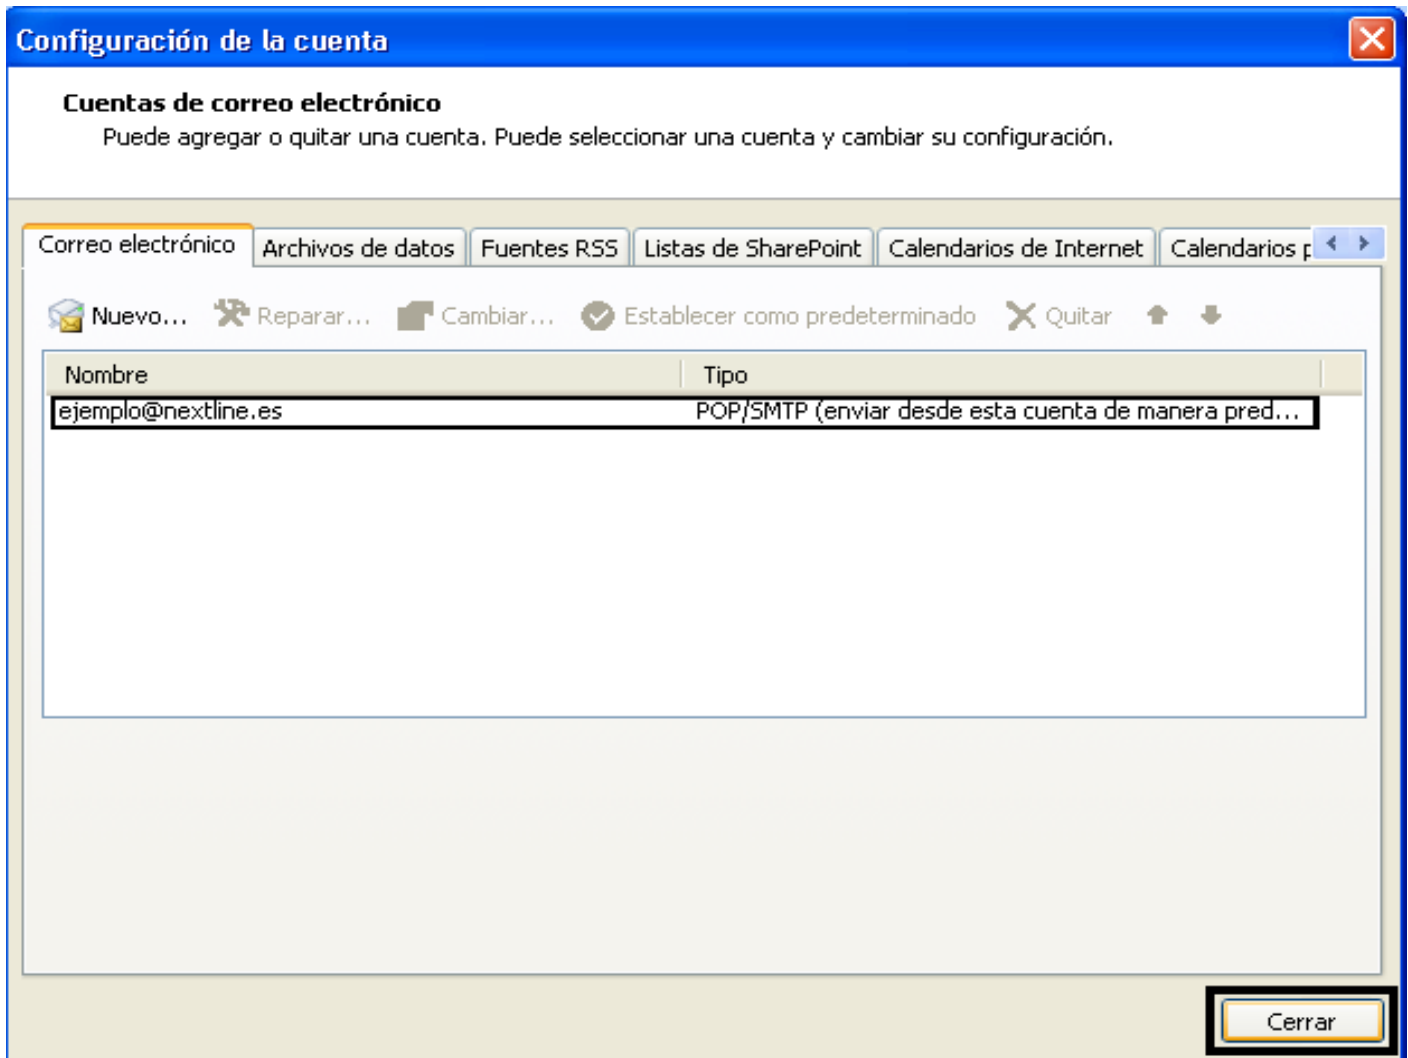 Configuración de la cuenta
Cuentas de correo electrónico
Puede agregar o quitar una cuenta. Puede seleccionar una cuenta y cambiar su configuración.
Correo electrónico Archivos de datos Fuentes RSS Listas de SharePoint Calendarios de Internet Calendarios p
Nuevo... Reparar... Cambiar... Establecer como predeterminado Quitar
Nombre Tipo
ejemplo@nextline.es POP/SMTP (enviar desde esta cuenta de manera pred...
Cerrar